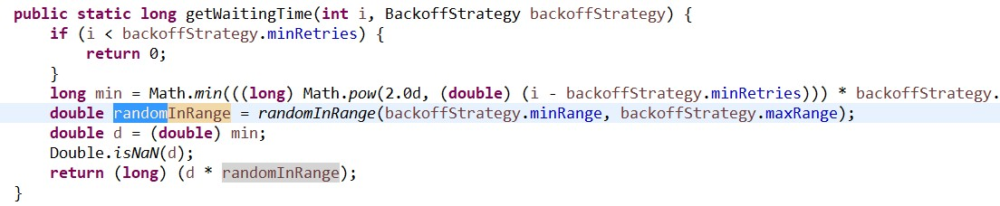 public static long getWaitingTime(int i, BackoffStrategy backoffStrategy) {
    if (i < backoffStrategy.minRetries) {
        return 0;
    }
    long min = Math.min(((long) Math.pow(2.0d, (double) (i - backoffStrategy.minRetries))) * backoffStrategy.
    double randomInRange = randomInRange(backoffStrategy.minRange, backoffStrategy.maxRange);
    double d = (double) min;
    Double.isNaN(d);
    return (long) (d * randomInRange);
}